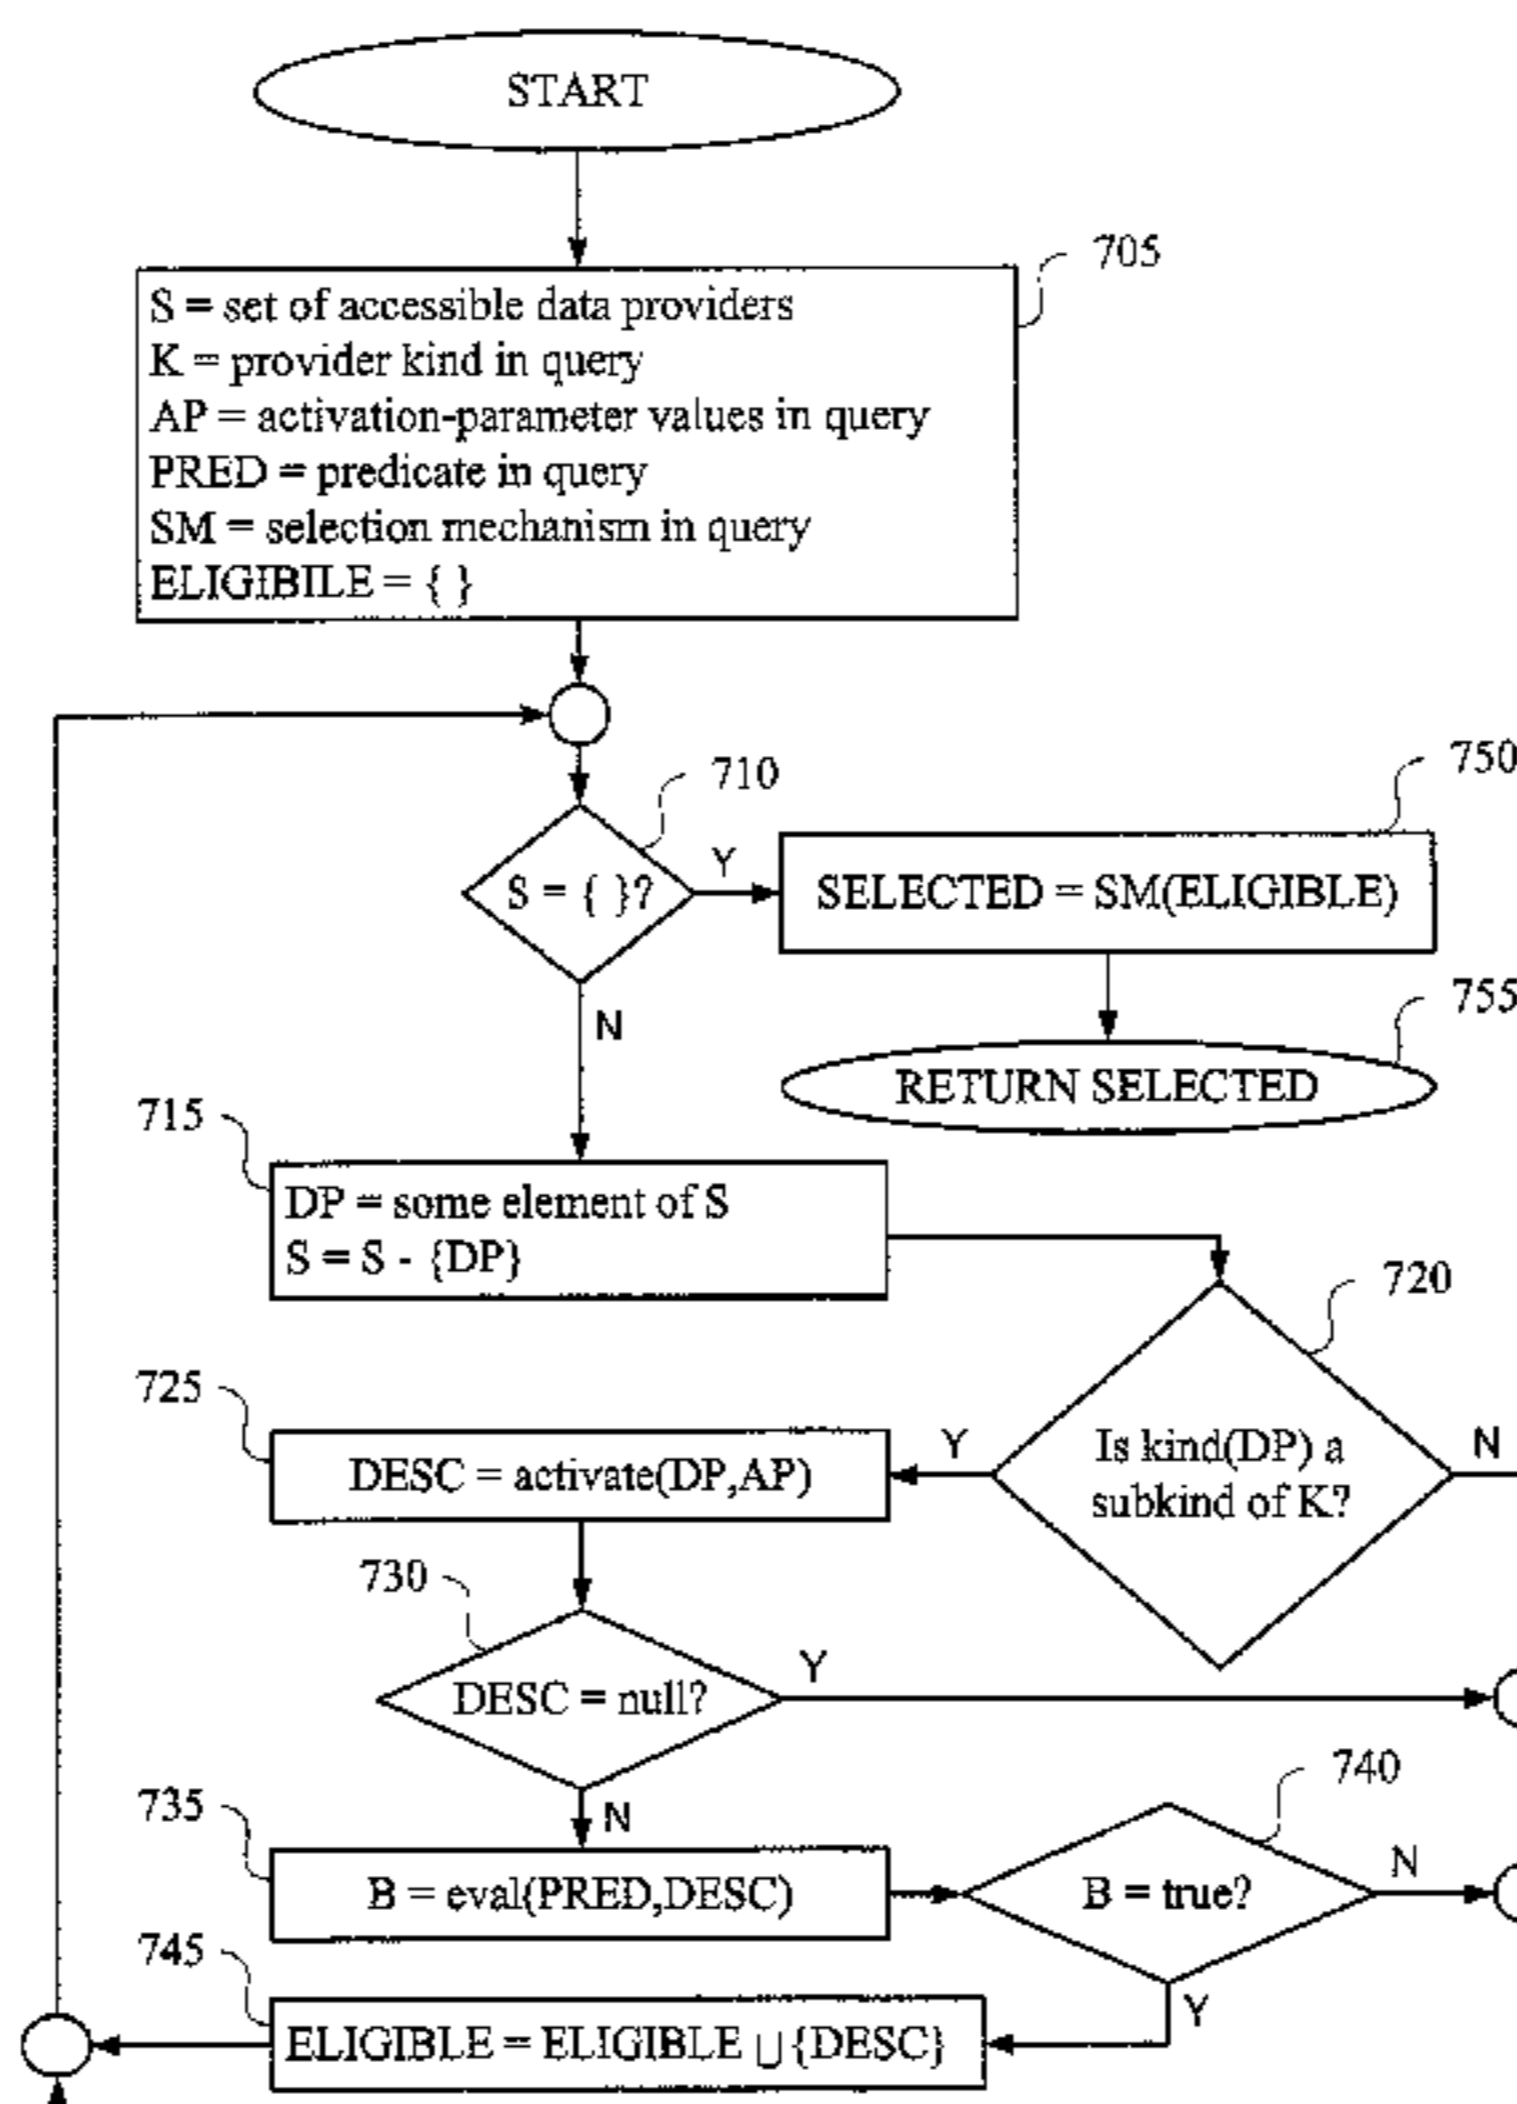 START
705
S = set of accessible data providers
K = provider kind in query
AP = activation-parameter values in query
PRED = predicate in query
SM = selection mechanism in query
ELIGIBILE = { }
710
750
S = { }?
Y
SELECTED = SM(ELIGIBLE)
N
755
RETURN SELECTED
715
DP = some element of S
S = S - {DP}
720
725
DESC = activate(DP,AP)
Y
Is kind(DP) a
subkind of K?
N
730
DESC = null?
Y
N
735
740
B = eval(PRED,DESC)
B = true?
N
745
Y
ELIGIBLE = ELIGIBLE ⋃ {DESC}